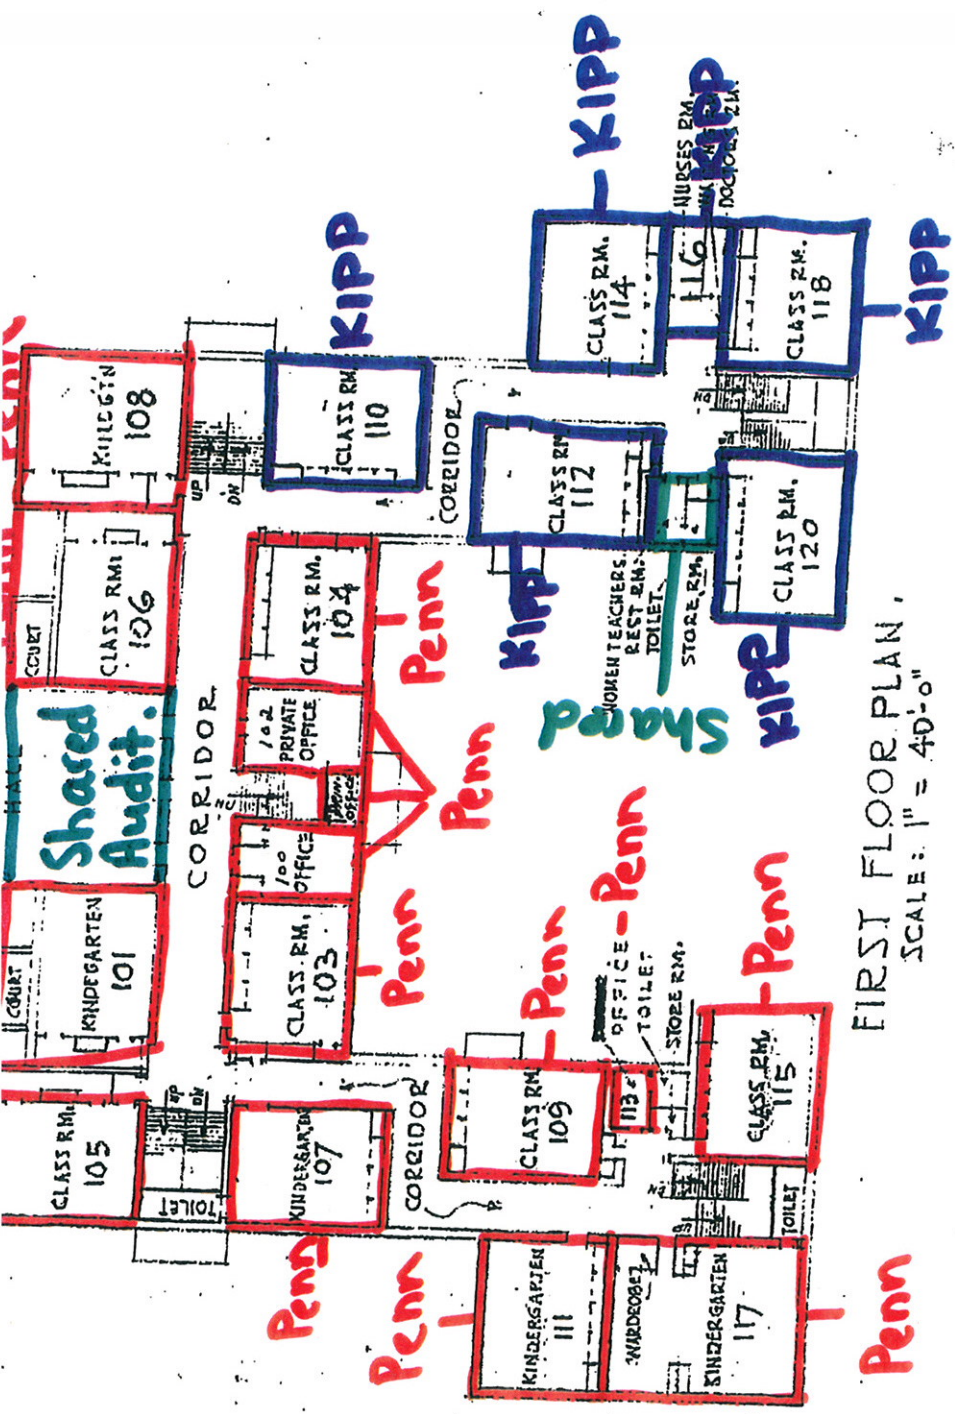 HALL
Shared
Audit.
COURT
KINDEGARTEN
101
COURT
CLASS RM.
106
108
CLASS RM.
105
UP
DN
TOILET
UP
DN
CORRIDOR
KINDERGARTEN
107
Penn
CLASS RM.
103
Penn
100
OFFICE
102
PRIVATE
OFFICE
OFFICE
Penn
CLASS RM.
104
Penn
CLASS RM.
110
KIPP
CORRIDOR
CORRIDOR
KINDERGARTEN
111
Penn
WARDROBE
KINDERGARTEN
117
Penn
CLASS RM.
109
Penn
113
OFFICE - Penn
TOILET
STORE RM.
CLASS RM.
115
Penn
TOILET
CLASS RM.
112
KIPP
WOMEN TEACHERS
REST RM.
TOILET
STORE RM.
Shared
CLASS RM.
120
KIPP
CLASS RM.
114
KIPP
116
NURSES RM.
KIPP
DOCTORS RM.
CLASS RM.
118
KIPP
FIRST FLOOR PLAN.
SCALE: 1" = 40'-0"